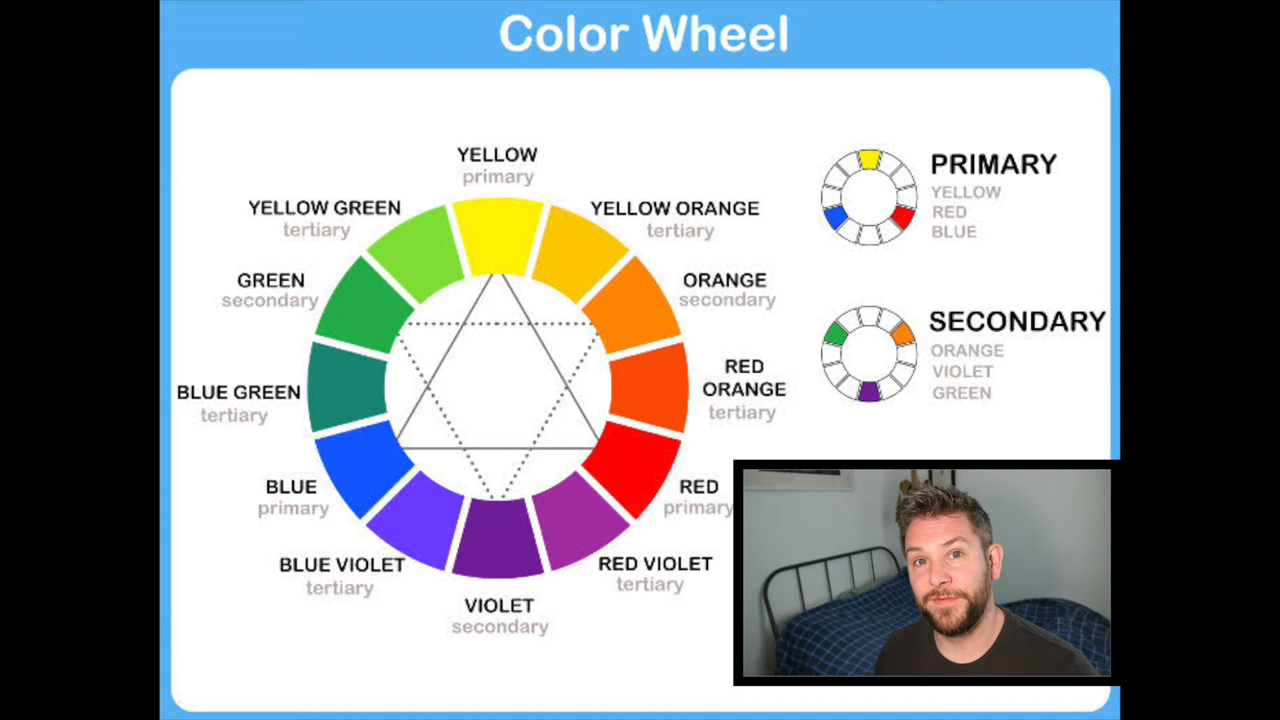 Color Wheel
YELLOW
primary
YELLOW GREEN
tertiary
YELLOW ORANGE
tertiary
GREEN
secondary
ORANGE
secondary
BLUE GREEN
tertiary
RED
ORANGE
tertiary
BLUE
primary
RED
primary
BLUE VIOLET
tertiary
RED VIOLET
tertiary
VIOLET
secondary
PRIMARY
YELLOW
RED
BLUE
SECONDARY
ORANGE
VIOLET
GREEN